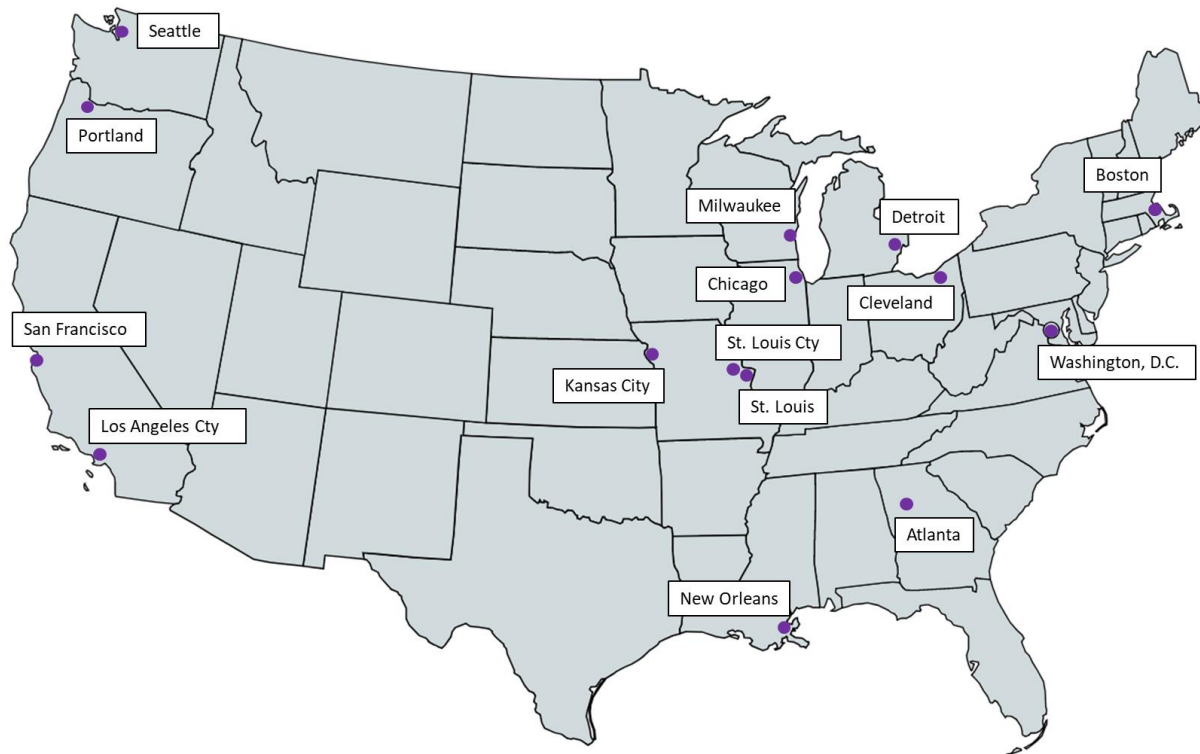 Seattle
Portland
Boston
Milwaukee
Detroit
Chicago
Cleveland
San Francisco
St. Louis Cty
Washington, D.C.
Kansas City
St. Louis
Los Angeles Cty
Atlanta
New Orleans